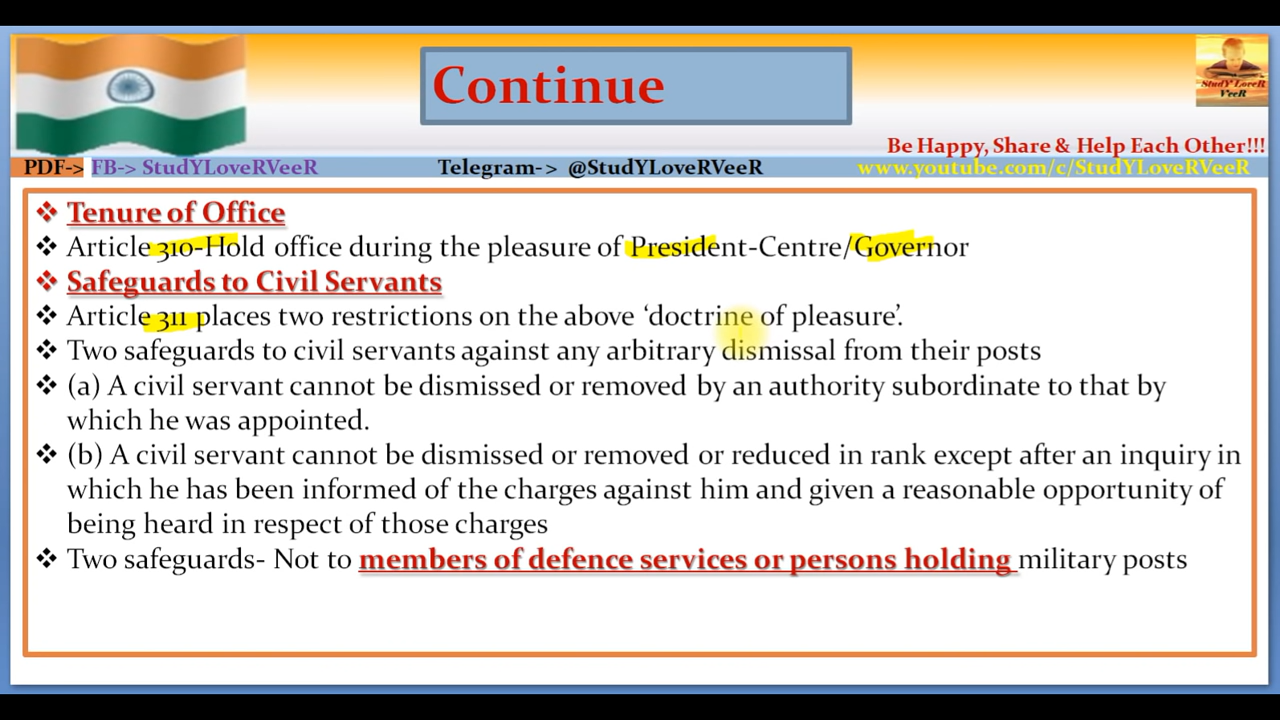 Continue
StudY LoveR
VeeR
Be Happy, Share & Help Each Other!!!
PDF-> FB-> StudYLoveRVeeR Telegram-> @StudYLoveRVeeR www.youtube.com/c/StudYLoveRVeeR
❖ Tenure of Office
❖ Article 310-Hold office during the pleasure of President-Centre/Governor
❖ Safeguards to Civil Servants
❖ Article 311 places two restrictions on the above ‘doctrine of pleasure’.
❖ Two safeguards to civil servants against any arbitrary dismissal from their posts
❖ (a) A civil servant cannot be dismissed or removed by an authority subordinate to that by
which he was appointed.
❖ (b) A civil servant cannot be dismissed or removed or reduced in rank except after an inquiry in
which he has been informed of the charges against him and given a reasonable opportunity of
being heard in respect of those charges
❖ Two safeguards- Not to members of defence services or persons holding military posts